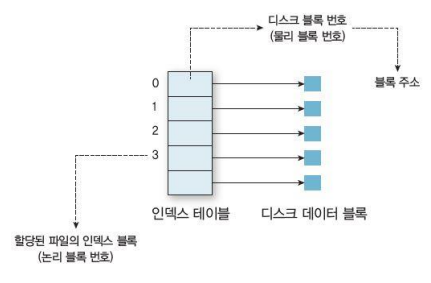 디스크 블록 번호
(물리 블록 번호)
블록 주소
0
1
2
3
인덱스 테이블
디스크 데이터 블록
할당된 파일의 인덱스 블록
(논리 블록 번호)